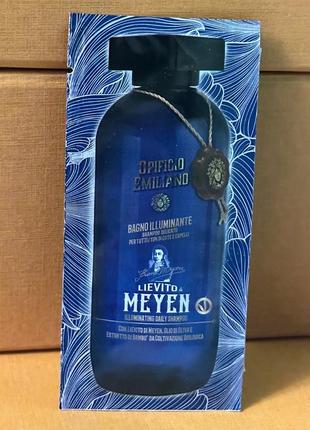 OPIFICIO
EMILIANO
BAGNO ILLUMINANTE
SHAMPOO DELICATO
PER TUTTI I TIPI DI CUTE E CAPELLI
LIEVITO di
MEYEN
ILLUMINATING DAILY SHAMPOO
CON LIEVITO DI MEYEN, OLIO DI OLIVA E
ESTRATTO DI BAMBU' DA COLTIVAZIONE BIOLOGICA